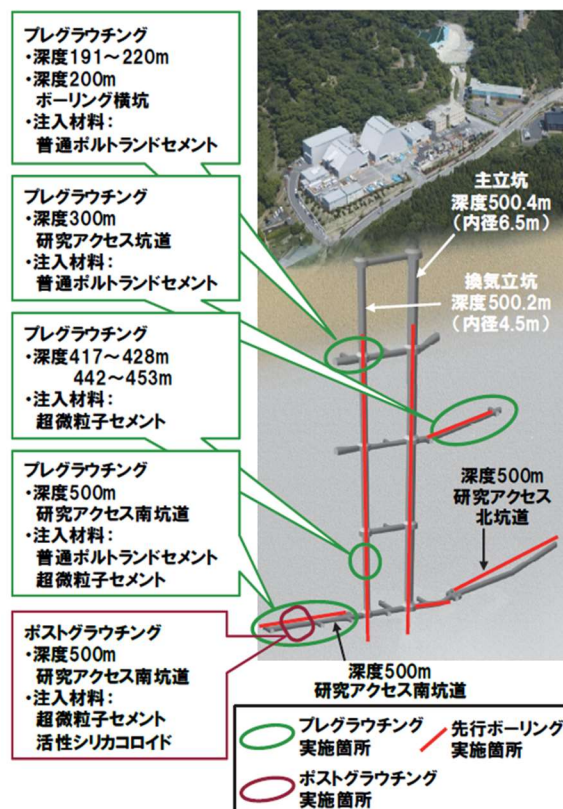 プレグラウチング
・深度191～220m
・深度200m
ボーリング横坑
・注入材料：
普通ポルトランドセメント
プレグラウチング
・深度300m
研究アクセス坑道
・注入材料：
普通ポルトランドセメント
プレグラウチング
・深度417～428m
442～453m
・注入材料：
超微粒子セメント
プレグラウチング
・深度500m
研究アクセス南坑道
・注入材料：
普通ポルトランドセメント
超微粒子セメント
ポストグラウチング
・深度500m
研究アクセス南坑道
・注入材料：
超微粒子セメント
活性シリカコロイド
主立坑
深度500.4m
（内径6.5m）
換気立坑
深度500.2m
（内径4.5m）
深度500m
研究アクセス
北坑道
深度500m
研究アクセス南坑道
プレグラウチング
実施箇所
先行ボーリング
実施箇所
ポストグラウチング
実施箇所